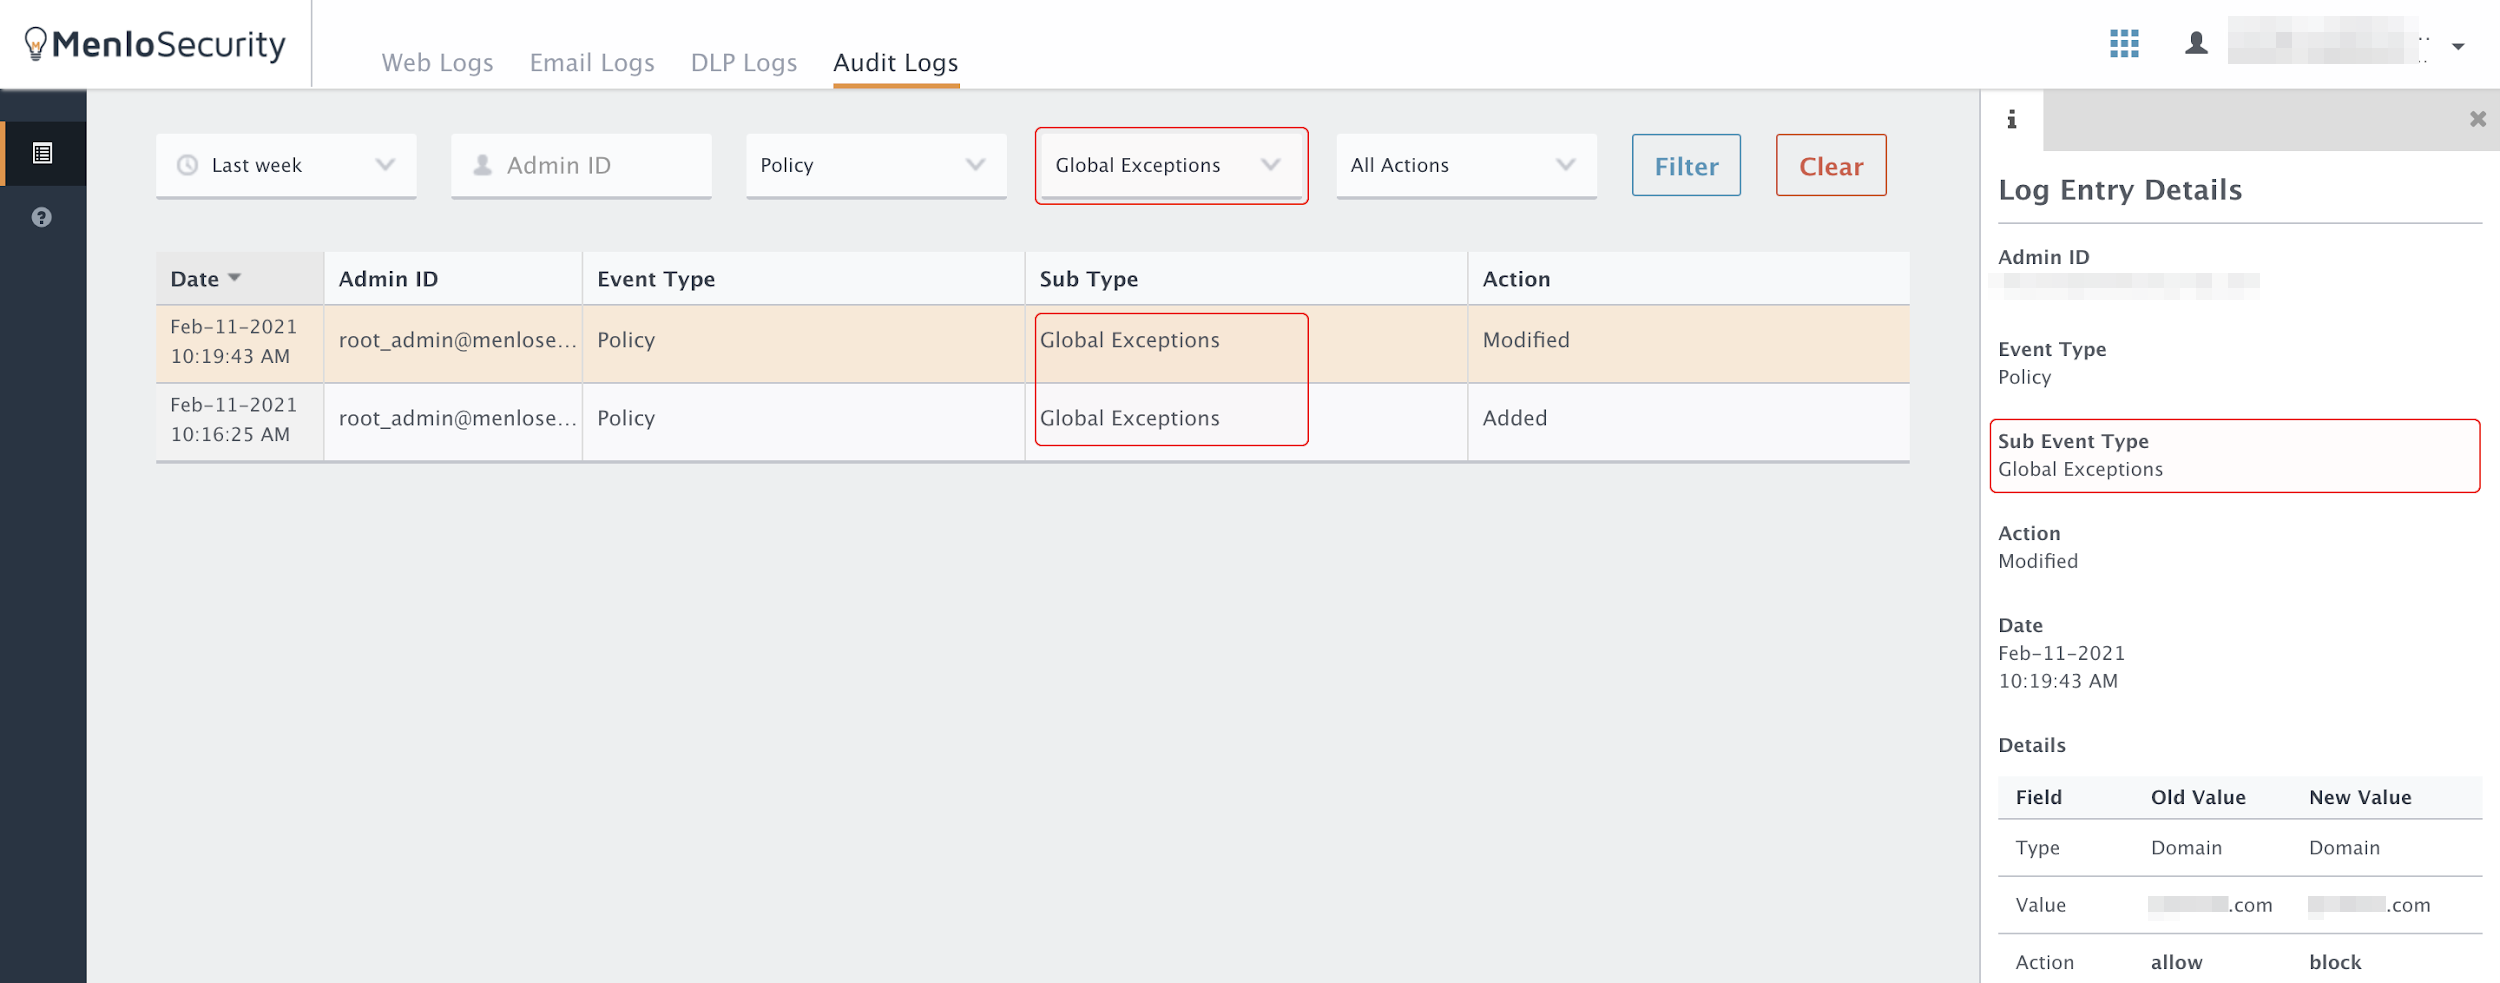 MenloSecurity
Web Logs Email Logs DLP Logs Audit Logs
Last week Admin ID Policy Global Exceptions All Actions Filter Clear
Date Admin ID Event Type Sub Type Action
Feb-11-2021
10:19:43 AM
root_admin@menlose... Policy Global Exceptions Modified
Feb-11-2021
10:16:25 AM
root_admin@menlose... Policy Global Exceptions Added
i
Log Entry Details
Admin ID
Event Type
Policy
Sub Event Type
Global Exceptions
Action
Modified
Date
Feb-11-2021
10:19:43 AM
Details
Field Old Value New Value
Type Domain Domain
Value .com .com
Action allow block